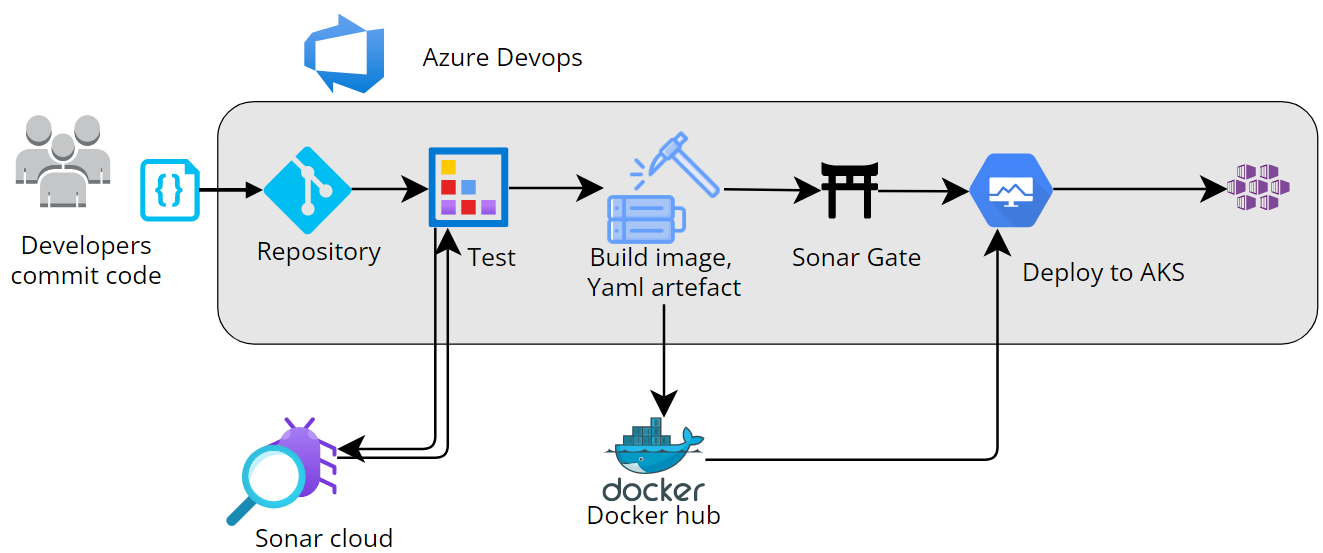 Azure Devops
Developers
commit code
Repository
Test
Build image,
Yaml artefact
Sonar Gate
Deploy to AKS
Sonar cloud
docker
Docker hub